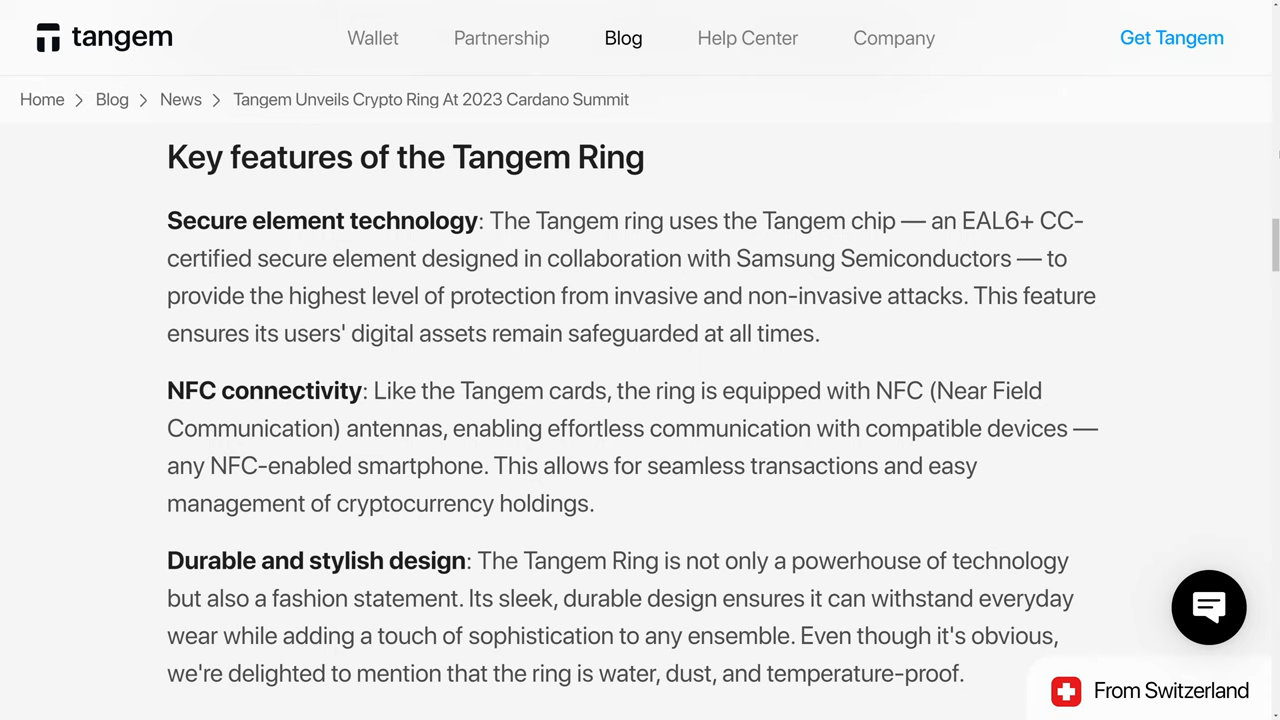 tangem
Wallet Partnership Blog Help Center Company Get Tangem
Home > Blog > News > Tangem Unveils Crypto Ring At 2023 Cardano Summit
Key features of the Tangem Ring
Secure element technology: The Tangem ring uses the Tangem chip — an EAL6+ CC-
certified secure element designed in collaboration with Samsung Semiconductors — to
provide the highest level of protection from invasive and non-invasive attacks. This feature
ensures its users' digital assets remain safeguarded at all times.
NFC connectivity: Like the Tangem cards, the ring is equipped with NFC (Near Field
Communication) antennas, enabling effortless communication with compatible devices —
any NFC-enabled smartphone. This allows for seamless transactions and easy
management of cryptocurrency holdings.
Durable and stylish design: The Tangem Ring is not only a powerhouse of technology
but also a fashion statement. Its sleek, durable design ensures it can withstand everyday
wear while adding a touch of sophistication to any ensemble. Even though it's obvious,
we're delighted to mention that the ring is water, dust, and temperature-proof.
From Switzerland